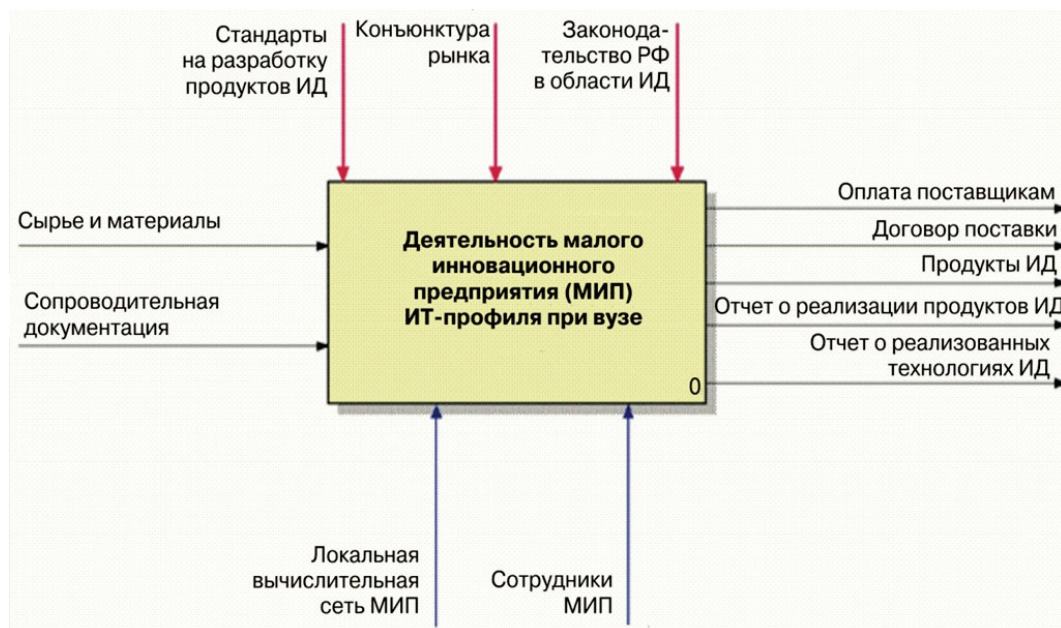 Стандарты
на разработку
продуктов ИД
Конъюнктура
рынка
Законода-
тельство РФ
в области ИД
Сырье и материалы
Сопроводительная
документация
Деятельность малого
инновационного
предприятия (МИП)
ИТ-профиля при вузе
0
Оплата поставщикам
Договор поставки
Продукты ИД
Отчет о реализации продуктов ИД
Отчет о реализованных
технологиях ИД
Локальная
вычислительная
сеть МИП
Сотрудники
МИП